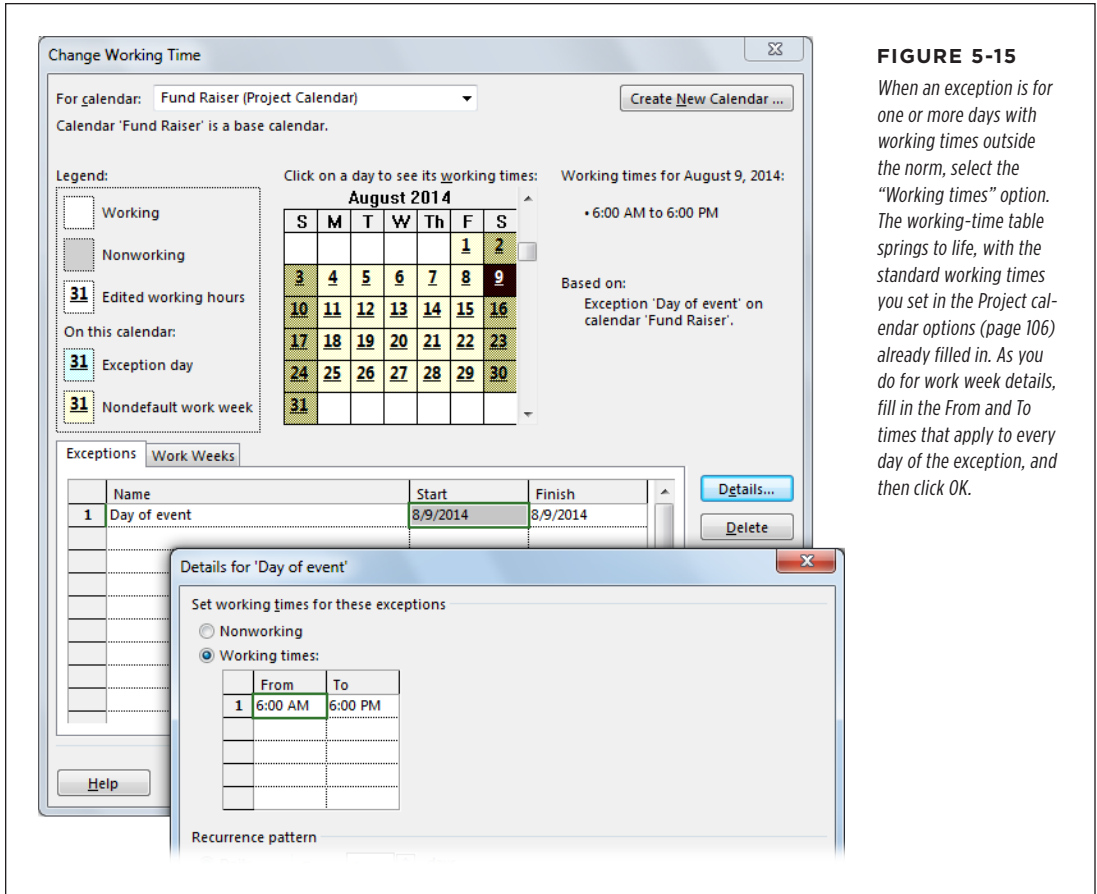 Change Working Time
For calendar: Fund Raiser (Project Calendar)
Create New Calendar ...
Calendar 'Fund Raiser' is a base calendar.
Legend:
Working
Nonworking
31 Edited working hours
On this calendar:
31 Exception day
31 Nondefault work week
Click on a day to see its working times:
August 2014
S M T W Th F S
1 2
3 4 5 6 7 8 9
10 11 12 13 14 15 16
17 18 19 20 21 22 23
24 25 26 27 28 29 30
31
Working times for August 9, 2014:
• 6:00 AM to 6:00 PM
Based on:
Exception 'Day of event' on
calendar 'Fund Raiser'.
Exceptions Work Weeks
Name Start Finish
1 Day of event 8/9/2014 8/9/2014
Details...
Delete
Help
Details for 'Day of event'
Set working times for these exceptions
Nonworking
Working times:
From To
1 6:00 AM 6:00 PM
Recurrence pattern
FIGURE 5-15
When an exception is for
one or more days with
working times outside
the norm, select the
“Working times” option.
The working-time table
springs to life, with the
standard working times
you set in the Project cal-
endar options (page 106)
already filled in. As you
do for work week details,
fill in the From and To
times that apply to every
day of the exception, and
then click OK.